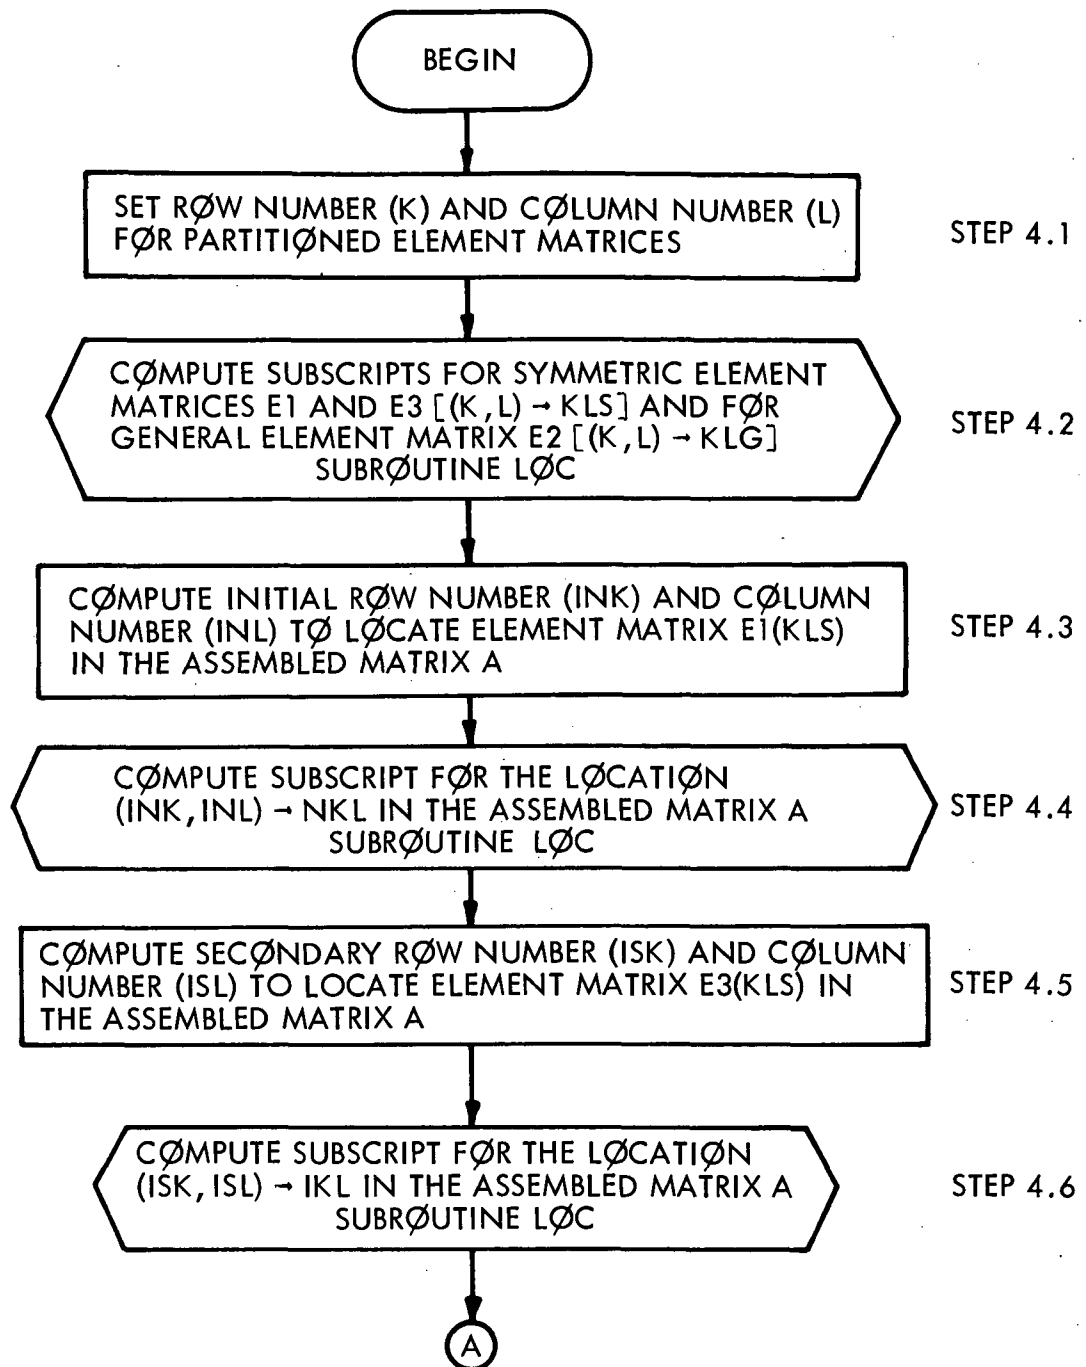 BEGIN
SET RØW NUMBER (K) AND CØLUMN NUMBER (L)
FØR PARTITIØNED ELEMENT MATRICES
STEP 4.1
CØMPUTE SUBSCRIPTS FØR SYMMETRIC ELEMENT
MATRICES E1 AND E3 [(K,L) → KLS] AND FØR
GENERAL ELEMENT MATRIX E2 [(K,L) → KLG]
SUBRØUTINE LØC
STEP 4.2
CØMPUTE INITIAL RØW NUMBER (INK) AND CØLUMN
NUMBER (INL) TØ LØCATE ELEMENT MATRIX E1(KLS)
IN THE ASSEMBLED MATRIX A
STEP 4.3
CØMPUTE SUBSCRIPT FØR THE LØCATIØN
(INK, INL) → NKL IN THE ASSEMBLED MATRIX A
SUBRØUTINE LØC
STEP 4.4
CØMPUTE SECØNDARY RØW NUMBER (ISK) AND CØLUMN
NUMBER (ISL) TO LOCATE ELEMENT MATRIX E3(KLS) IN
THE ASSEMBLED MATRIX A
STEP 4.5
CØMPUTE SUBSCRIPT FØR THE LØCATIØN
(ISK, ISL) → IKL IN THE ASSEMBLED MATRIX A
SUBRØUTINE LØC
STEP 4.6
A